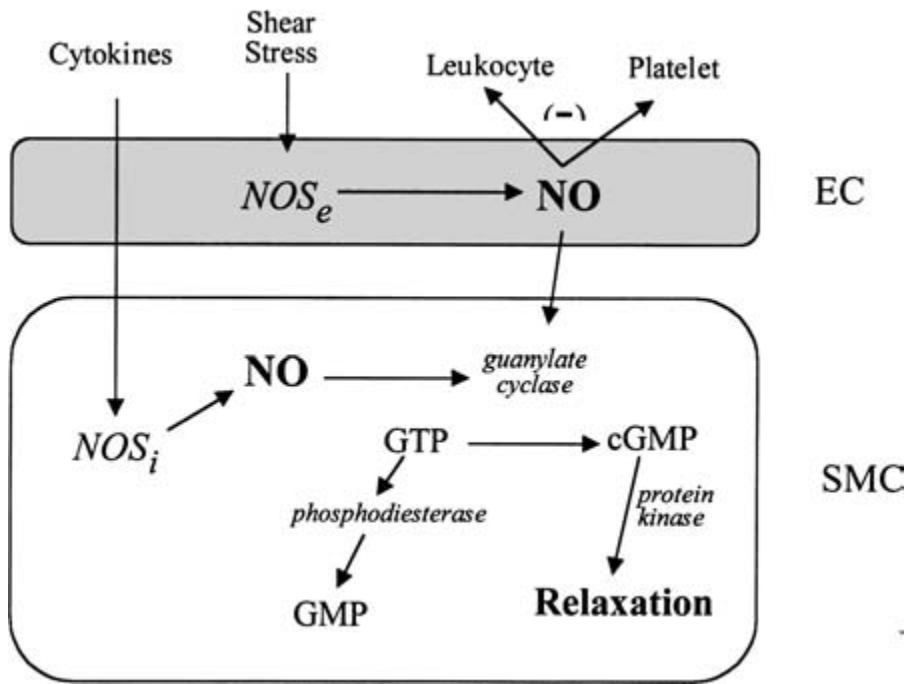 Cytokines
Shear
Stress
Leukocyte
Platelet
(-)
NOSe
NO
EC
NO
guanylate
cyclase
NOSi
GTP
cGMP
SMC
phosphodiesterase
protein
kinase
GMP
Relaxation